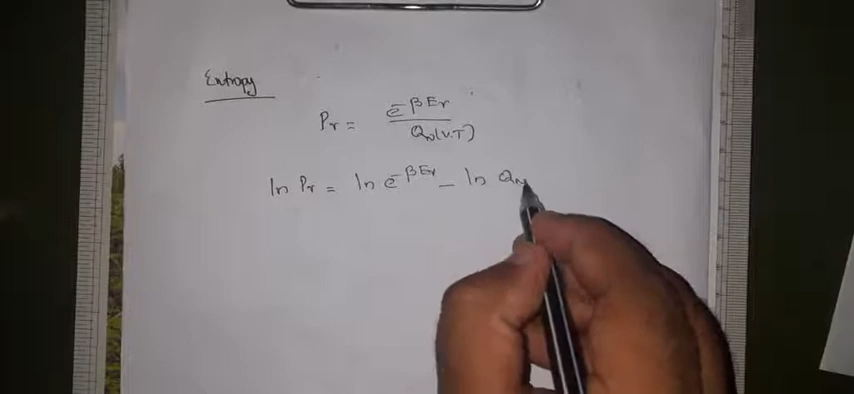 Entropy
Pr = e^-βEr / QN(V.T)
ln Pr = ln e^-βEr - ln QN